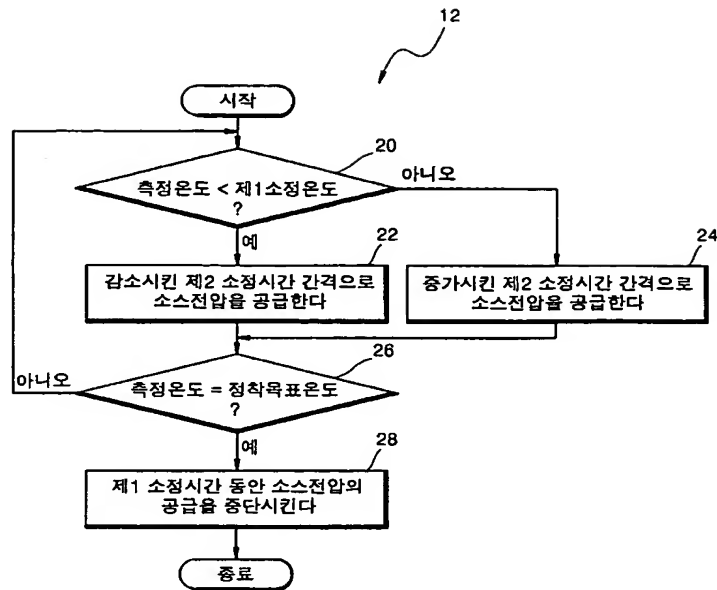 12
시작
20
측정온도 < 제1소정온도
?
아니오
예
22
감소시킨 제2 소정시간 간격으로
소스전압을 공급한다
24
증가시킨 제2 소정시간 간격으로
소스전압을 공급한다
26
아니오
측정온도 = 정착목표온도
?
예
28
제1 소정시간 동안 소스전압의
공급을 중단시킨다
종료